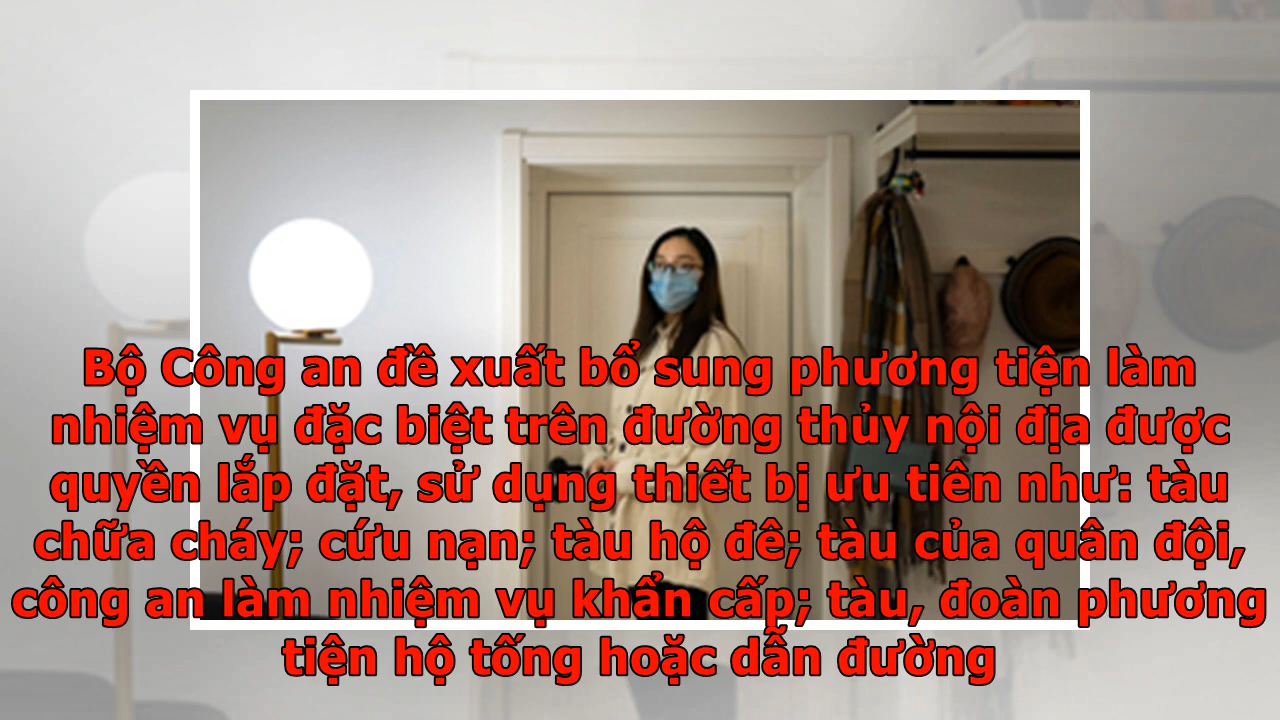 Bộ Công an đề xuất bổ sung phương tiện làm
nhiệm vụ đặc biệt trên đường thủy nội địa được
quyền lắp đặt, sử dụng thiết bị ưu tiên như: tàu
chữa cháy; cứu nạn; tàu hộ đê; tàu của quân đội,
công an làm nhiệm vụ khẩn cấp; tàu, đoàn phương
tiện hộ tống hoặc dẫn đường